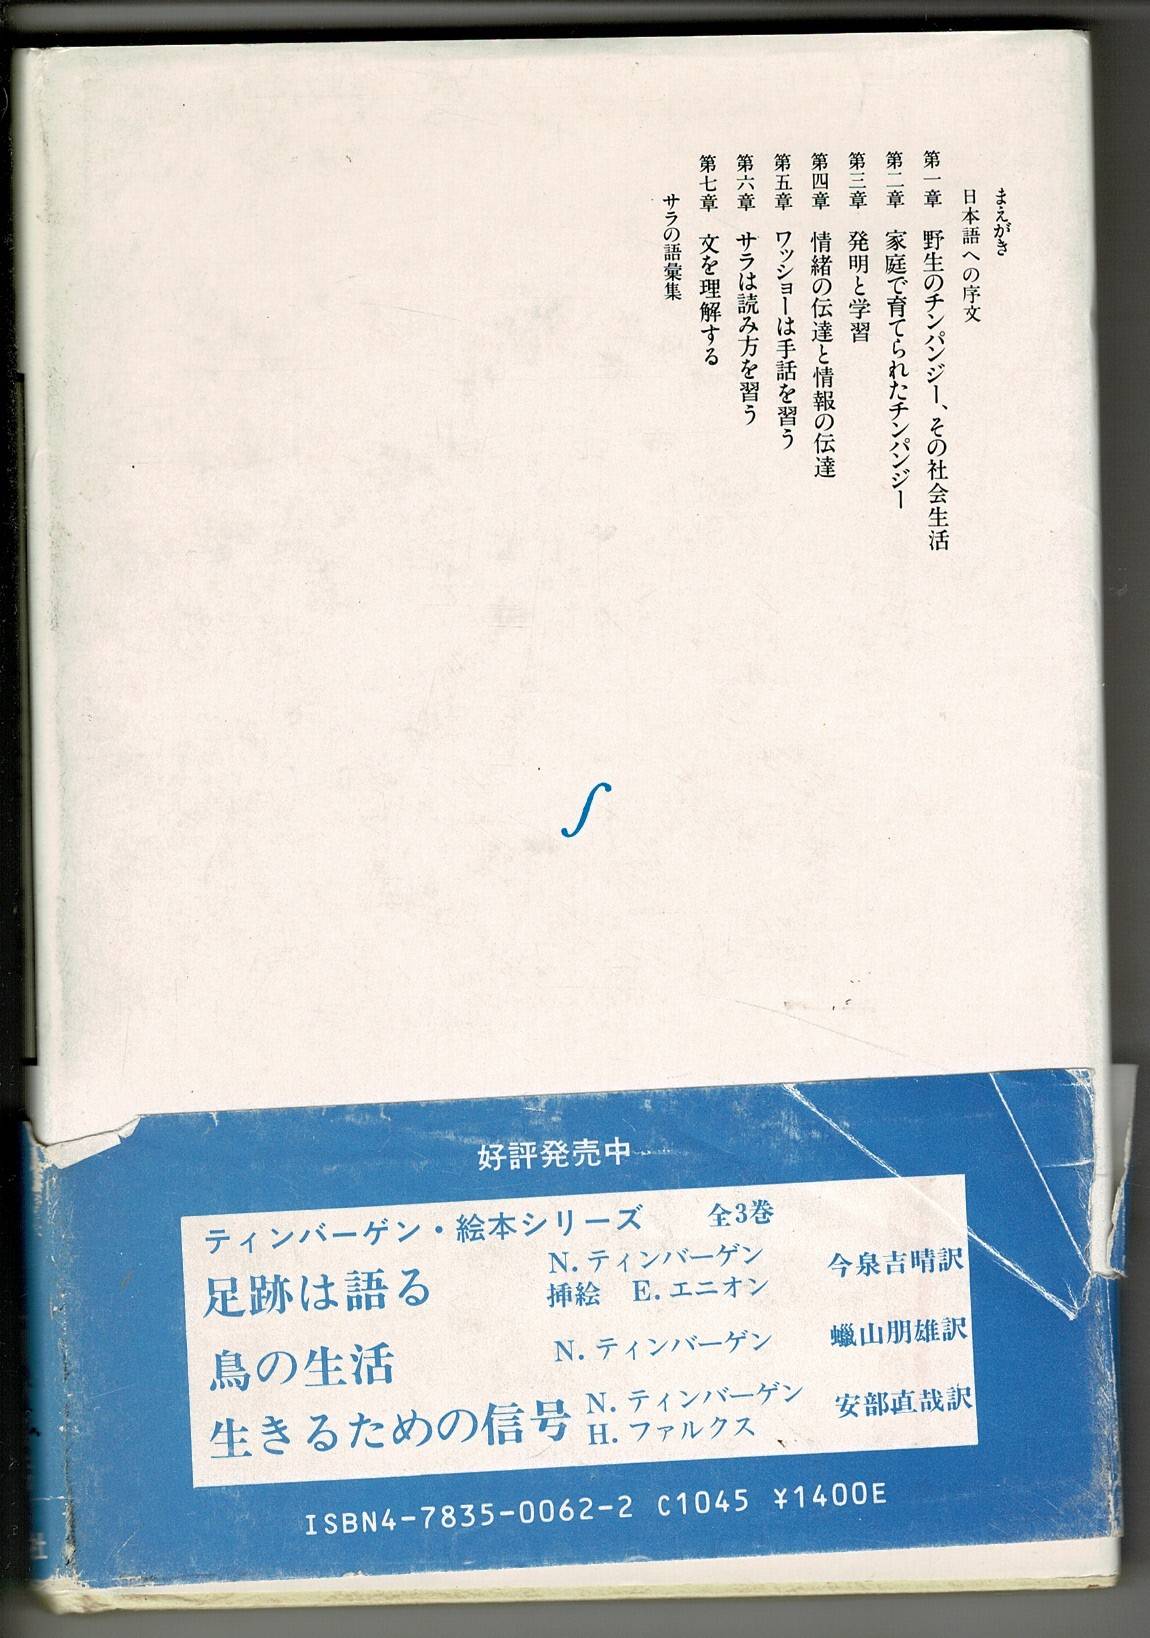 まえがき
日本語への序文
第一章 野生のチンパンジー、その社会生活
第二章 家庭で育てられたチンパンジー
第三章 発明と学習
第四章 情緒の伝達と情報の伝達
第五章 ワッショーは手話を習う
第六章 サラは読み方を習う
第七章 文を理解する
サラの語彙集
∫
好評発売中
ティンバーゲン・絵本シリーズ 全3巻
足跡は語る N.ティンバーゲン 今泉吉晴訳
挿絵 E.エニオン
鳥の生活 N.ティンバーゲン 蠟山朋雄訳
生きるための信号 N.ティンバーゲン 安部直哉訳
H.ファルクス
ISBN4-7835-0062-2 C1045 ¥1400E
社